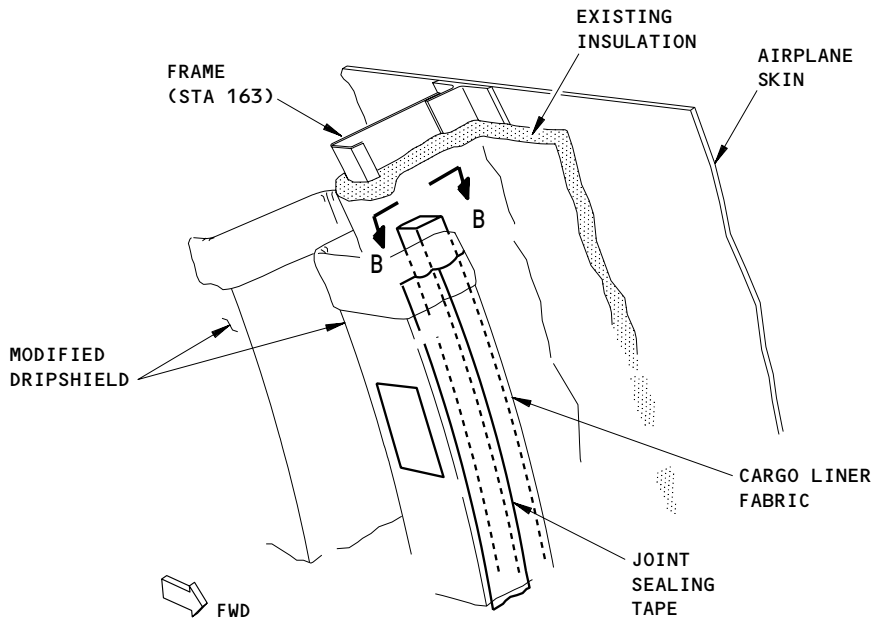 EXISTING
INSULATION
AIRPLANE
SKIN
FRAME
(STA 163)
B
B
MODIFIED
DRIPSHIELD
CARGO LINER
FABRIC
JOINT
SEALING
TAPE
FWD